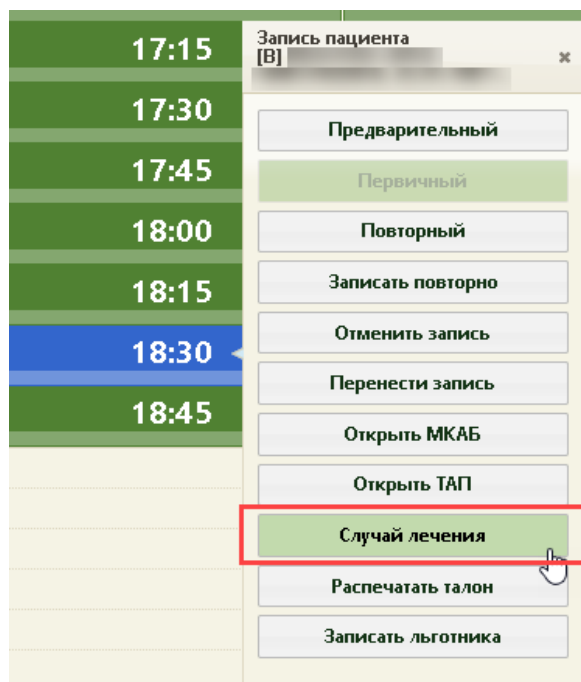 17:15
17:30
17:45
18:00
18:15
18:30
18:45
Запись пациента
[В]
Предварительный
Первичный
Повторный
Записать повторно
Отменить запись
Перенести запись
Открыть МКАБ
Открыть ТАП
Случай лечения
Распечатать талон
Записать льготника